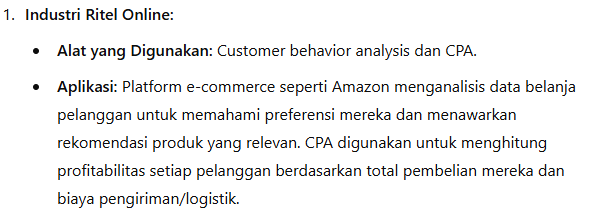 1. Industri Ritel Online:
• Alat yang Digunakan: Customer behavior analysis dan CPA.
• Aplikasi: Platform e-commerce seperti Amazon menganalisis data belanja
pelanggan untuk memahami preferensi mereka dan menawarkan
rekomendasi produk yang relevan. CPA digunakan untuk menghitung
profitabilitas setiap pelanggan berdasarkan total pembelian mereka dan
biaya pengiriman/logistik.